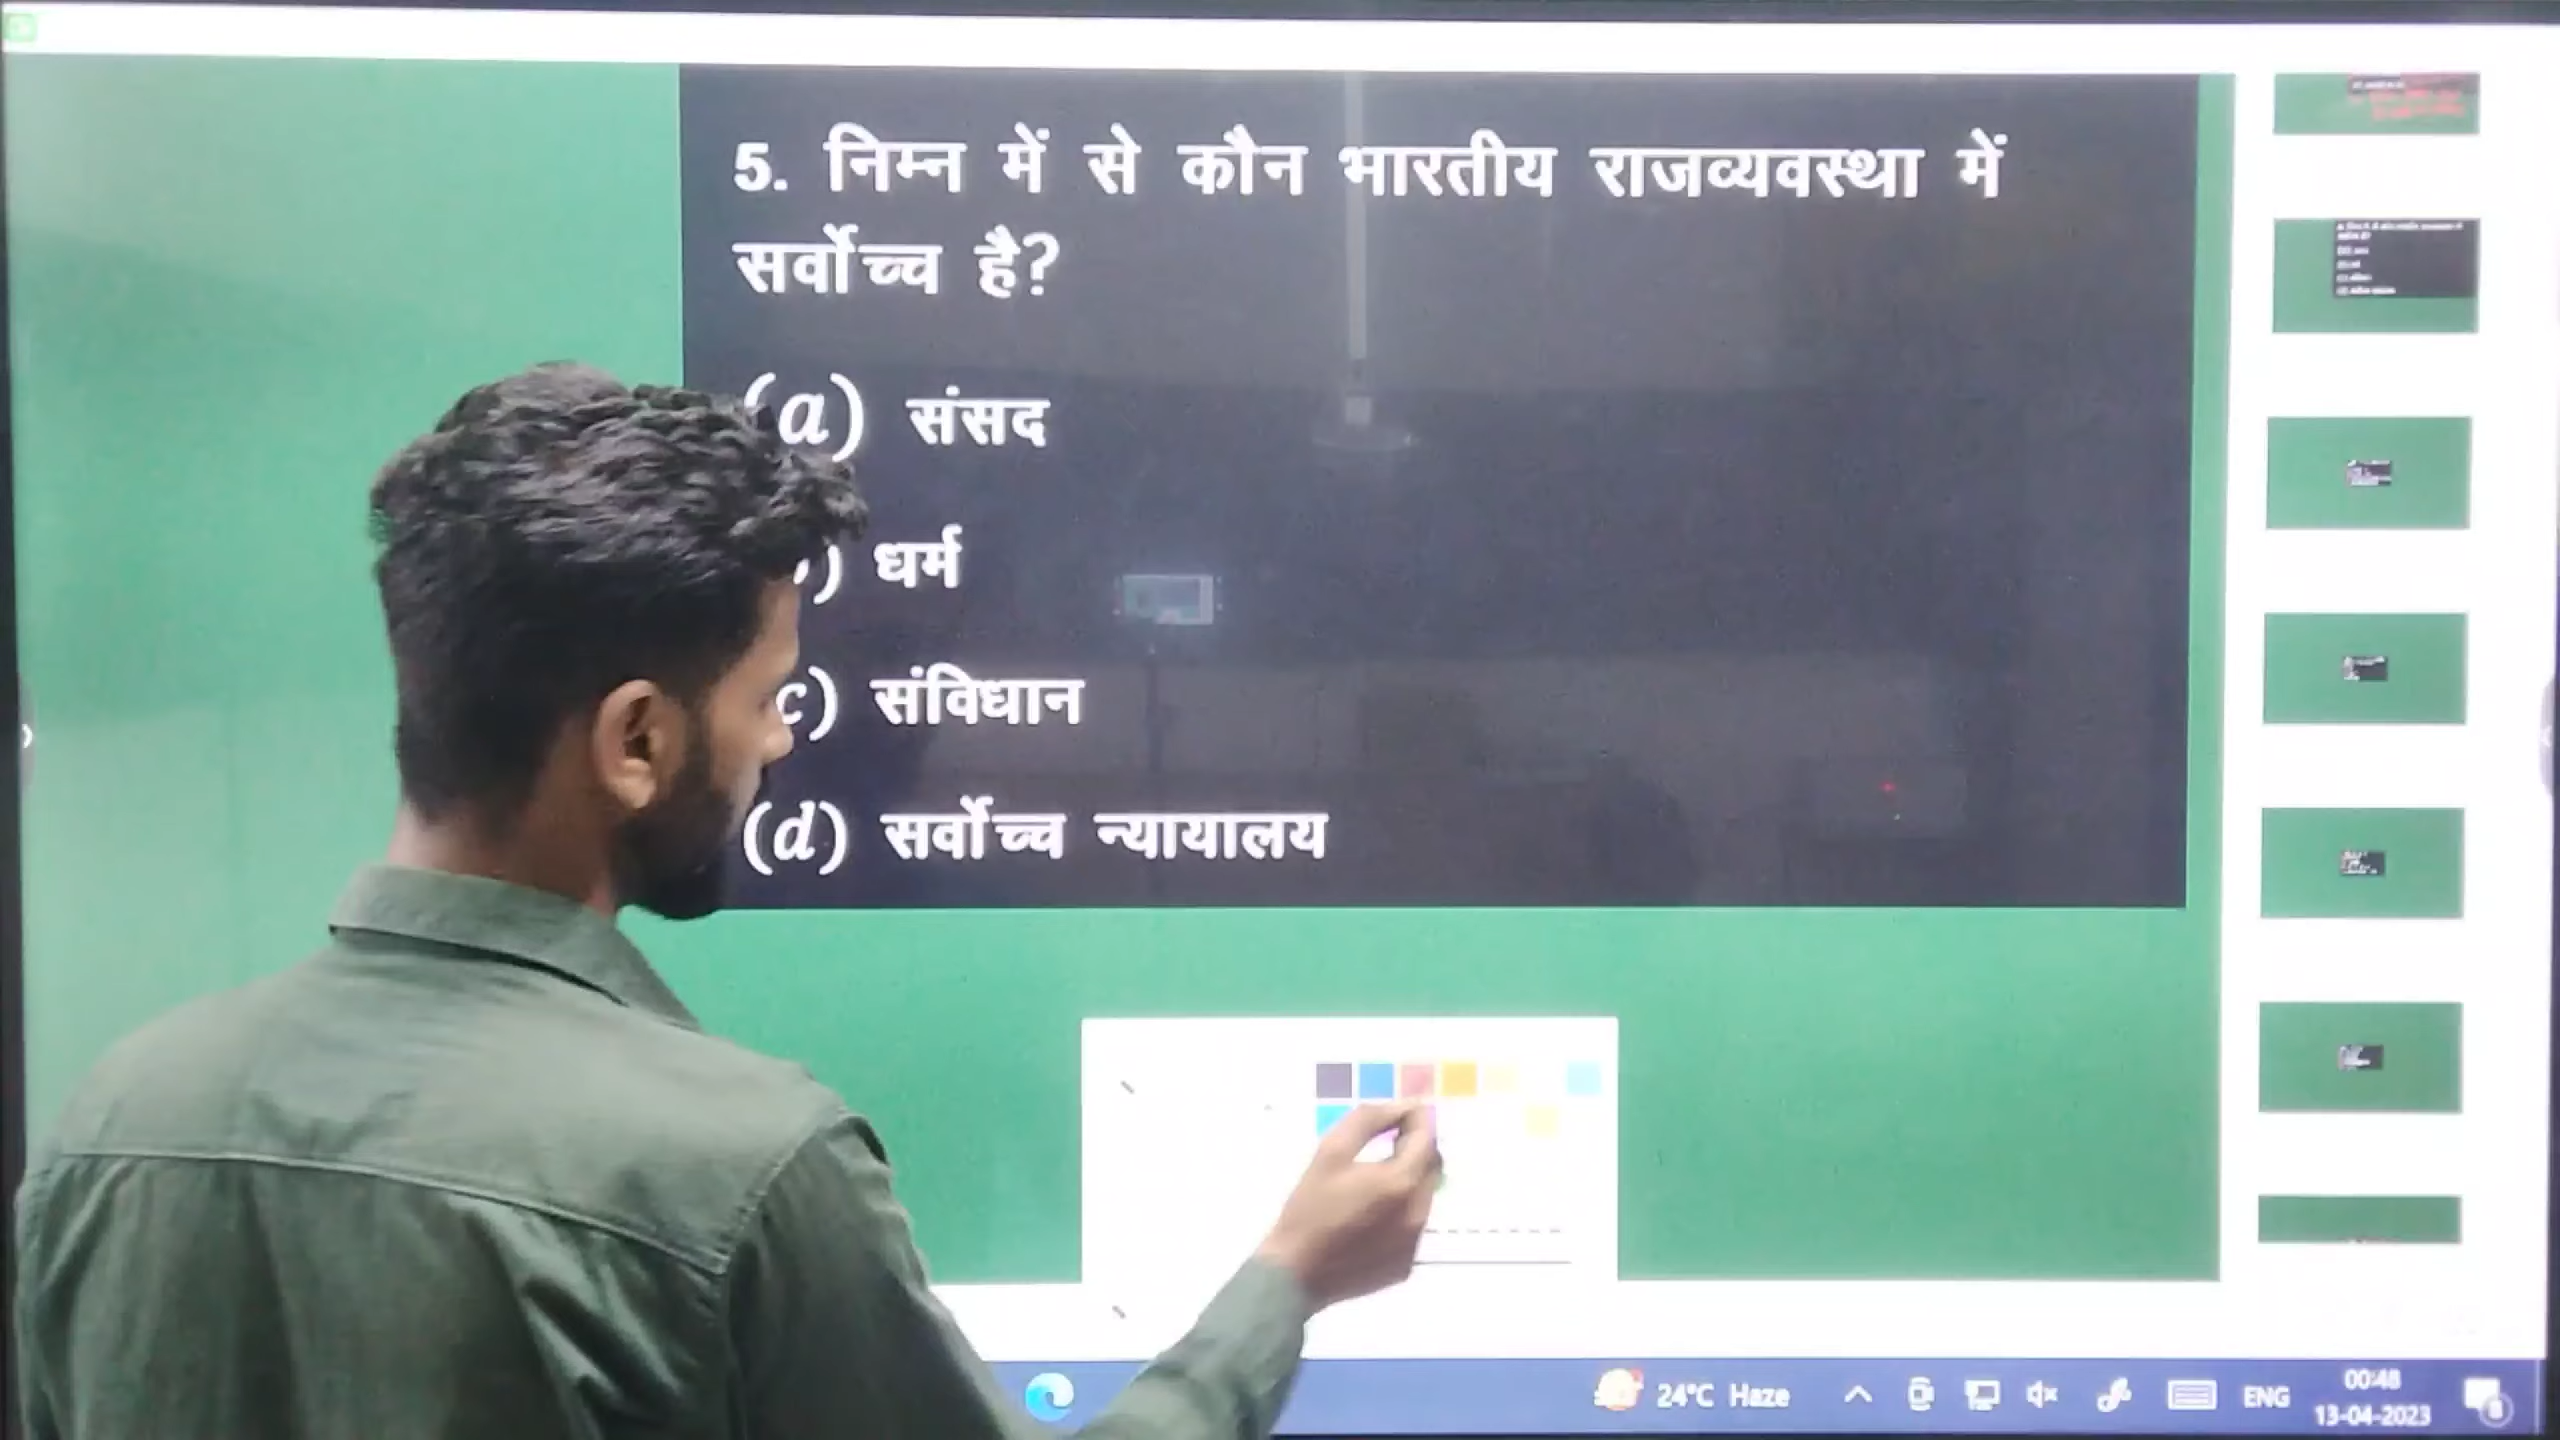 5. निम्न में से कौन भारतीय राजव्यवस्था में
सर्वोच्च है?
(a) संसद
) धर्म
c) संविधान
(d) सर्वोच्च न्यायालय
24°C Haze
ENG
00:48
13-04-2023